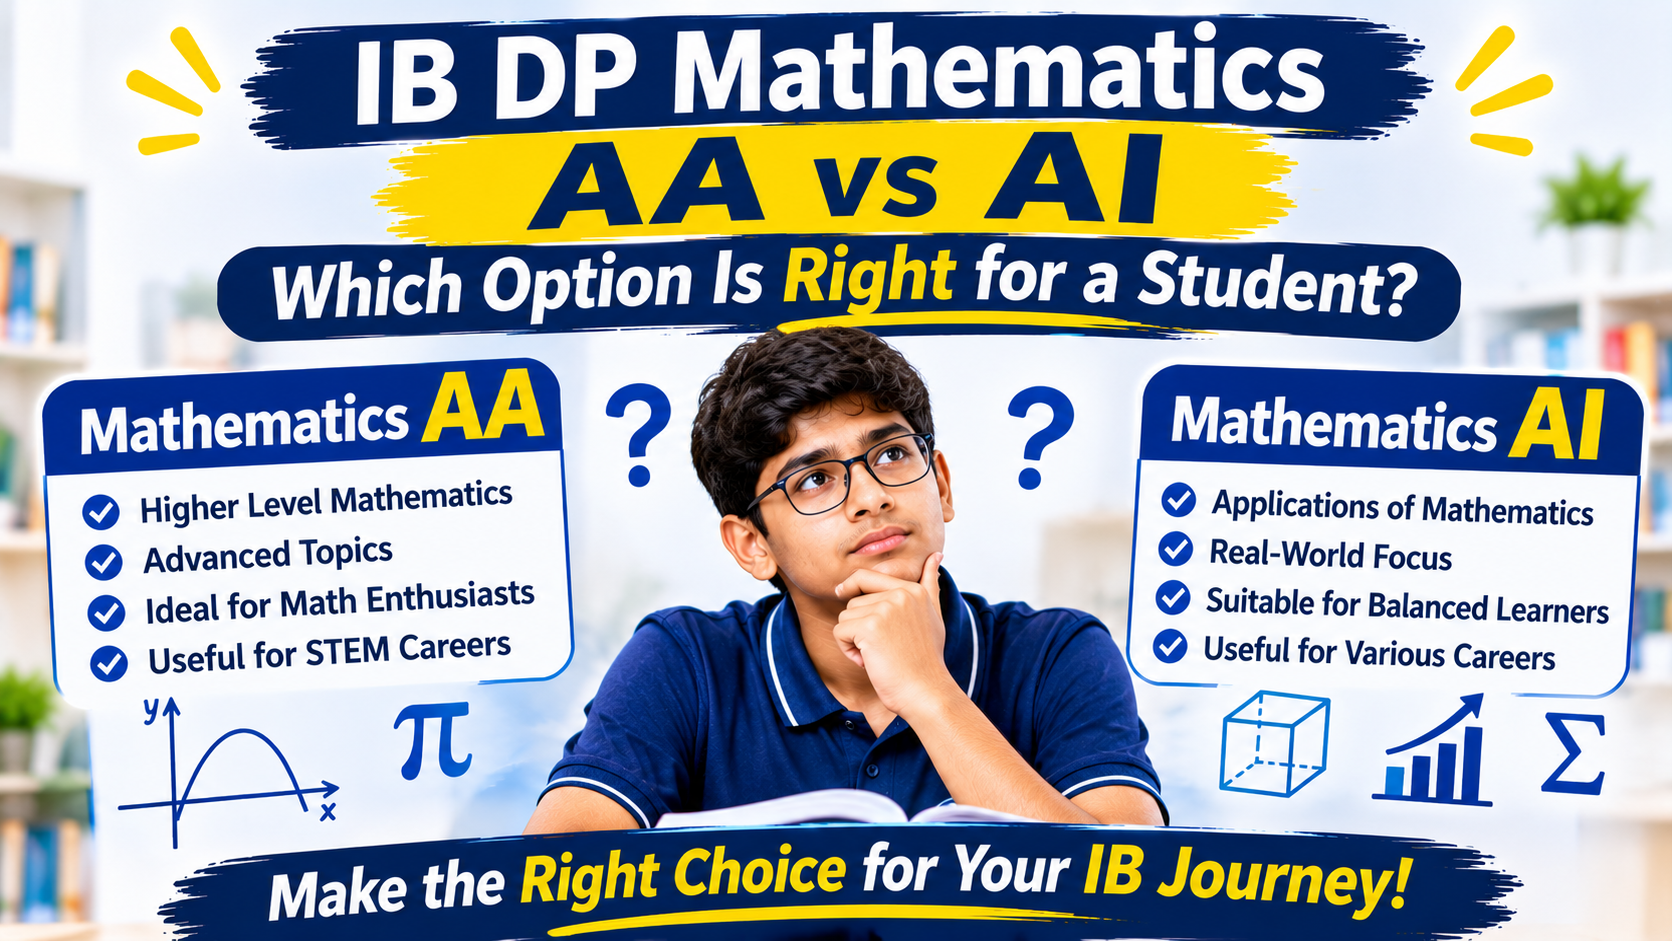 IB DP Mathematics
AA vs AI
Which Option Is Right for a Student?
Mathematics AA
Higher Level Mathematics
Advanced Topics
Ideal for Math Enthusiasts
Useful for STEM Careers
?
?
Mathematics AI
Applications of Mathematics
Real-World Focus
Suitable for Balanced Learners
Useful for Various Careers
y
x
π
Σ
Make the Right Choice for Your IB Journey!